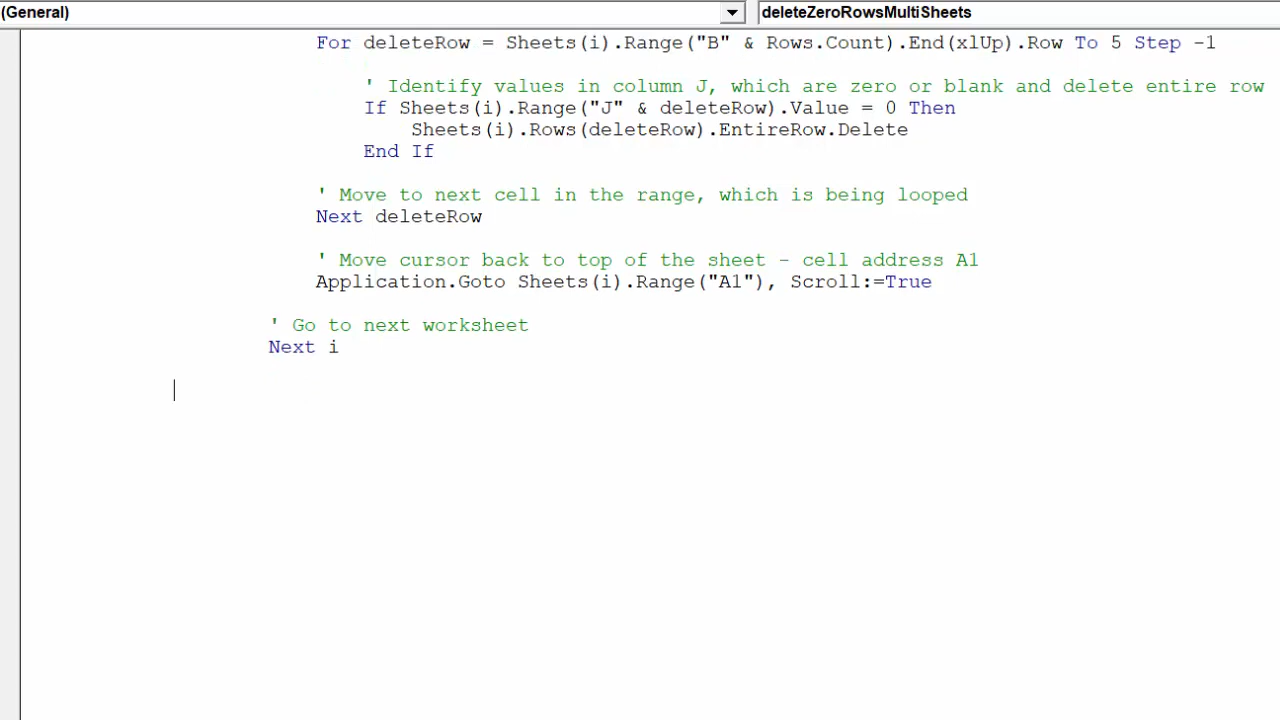 (General)
deleteZeroRowsMultiSheets
For deleteRow = Sheets(i).Range("B" & Rows.Count).End(xlUp).Row To 5 Step -1
' Identify values in column J, which are zero or blank and delete entire row
If Sheets(i).Range("J" & deleteRow).Value = 0 Then
Sheets(i).Rows(deleteRow).EntireRow.Delete
End If
' Move to next cell in the range, which is being looped
Next deleteRow
' Move cursor back to top of the sheet - cell address A1
Application.Goto Sheets(i).Range("A1"), Scroll:=True
' Go to next worksheet
Next i